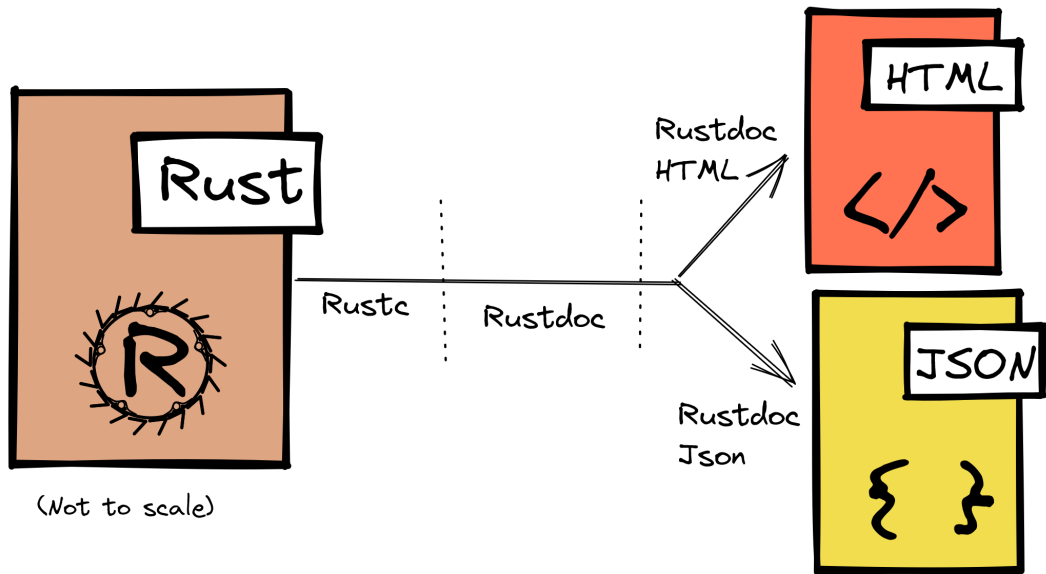 Rust
R
(Not to scale)
Rustc
Rustdoc
Rustdoc
HTML
HTML
</>
Rustdoc
Json
JSON
{ }